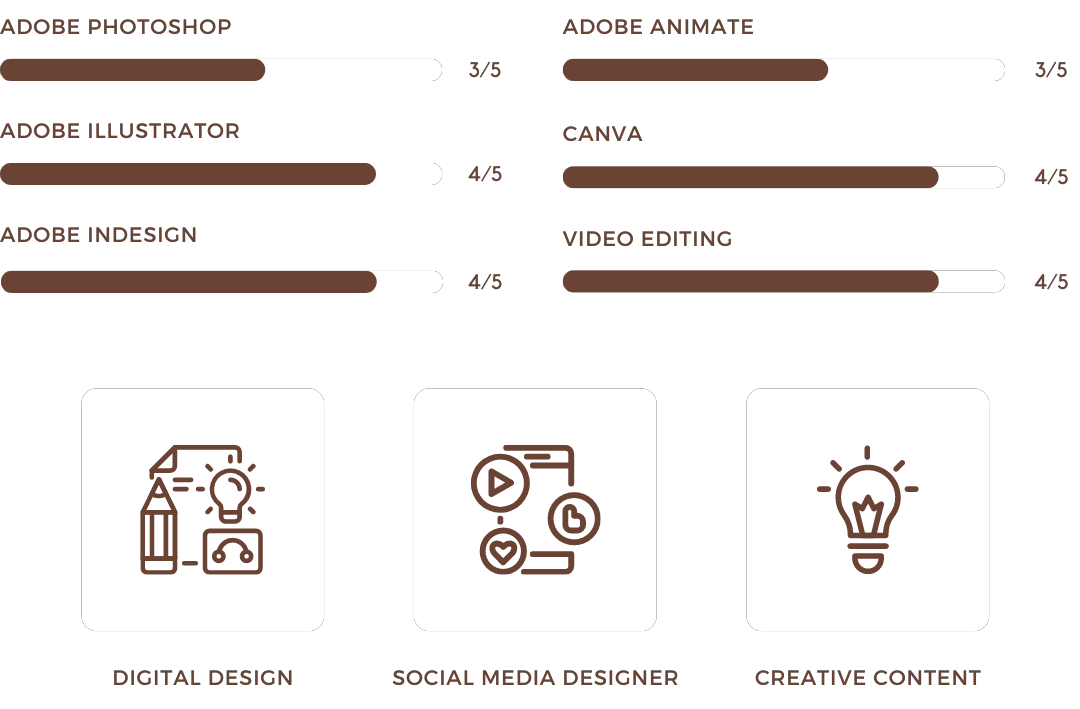 ADOBE PHOTOSHOP
3/5
ADOBE ILLUSTRATOR
4/5
ADOBE INDESIGN
4/5
ADOBE ANIMATE
3/5
CANVA
4/5
VIDEO EDITING
4/5
DIGITAL DESIGN
SOCIAL MEDIA DESIGNER
CREATIVE CONTENT